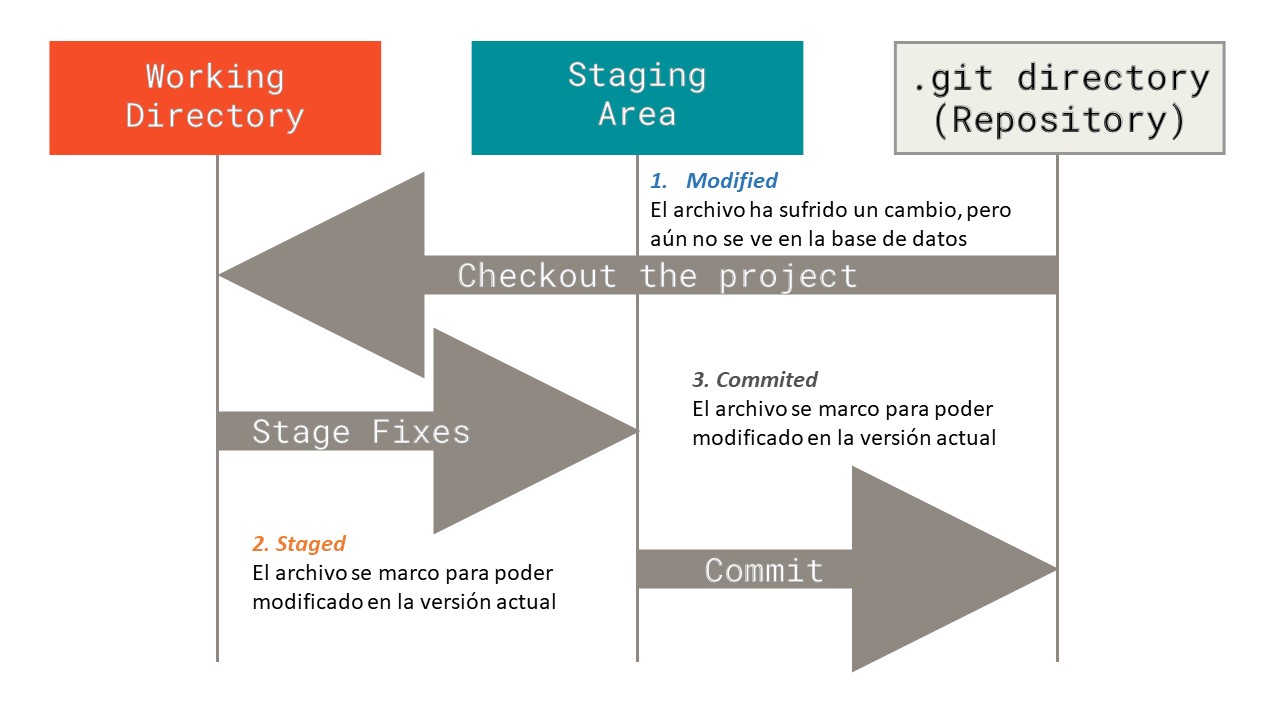 Working
Directory
Staging
Area
.git directory
(Repository)
1. Modified
El archivo ha sufrido un cambio, pero
aún no se ve en la base de datos
Checkout the project
3. Commited
El archivo se marco para poder
modificado en la versión actual
Stage Fixes
2. Staged
El archivo se marco para poder
modificado en la versión actual
Commit